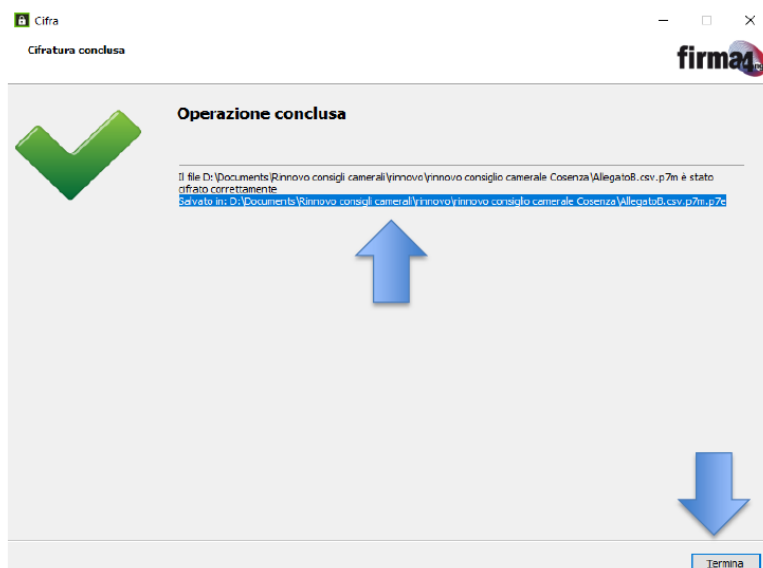 Cifra
Cifratura conclusa
firma4
Operazione conclusa
Il file D:\Documents\Rinnovo consigli camerali\rinnovo\rinnovo consiglio camerale Cosenza\AllegatoB.csv.p7m è stato
cifrato correttamente
Salvato in: D:\Documents\Rinnovo consigli camerali\rinnovo\rinnovo consiglio camerale Cosenza\AllegatoB.csv.p7m.p7e
Termina